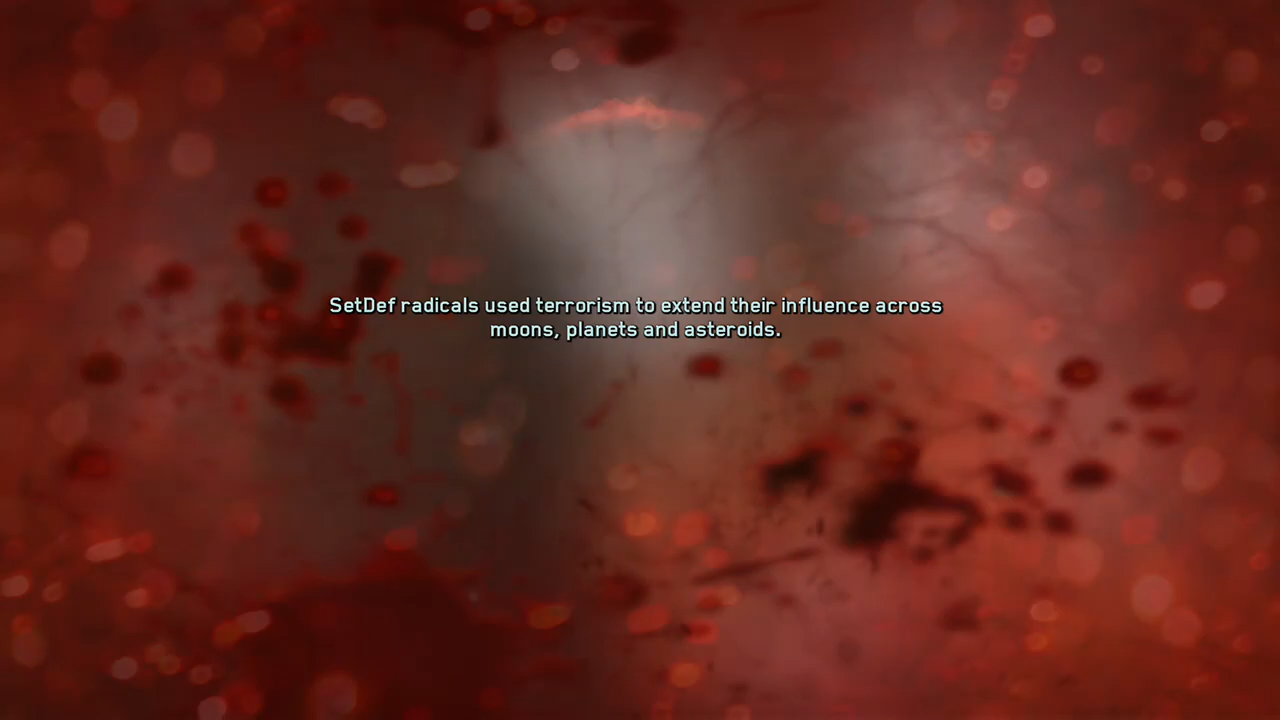 SetDef radicals used terrorism to extend their influence across
moons, planets and asteroids.